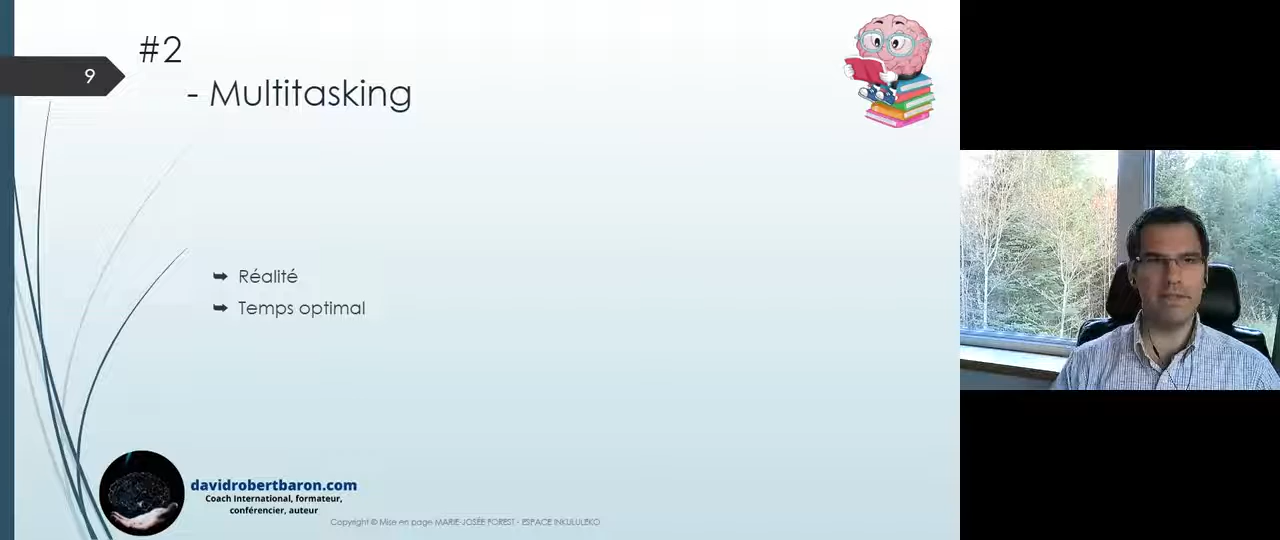 #2
9
- Multitasking
➥ Réalité
➥ Temps optimal
davidrobertbaron.com
Coach international, formateur,
conférencier, auteur
Copyright © Mise en page MARIE-JOSÉE FOREST - ESPACE INKULULEKO